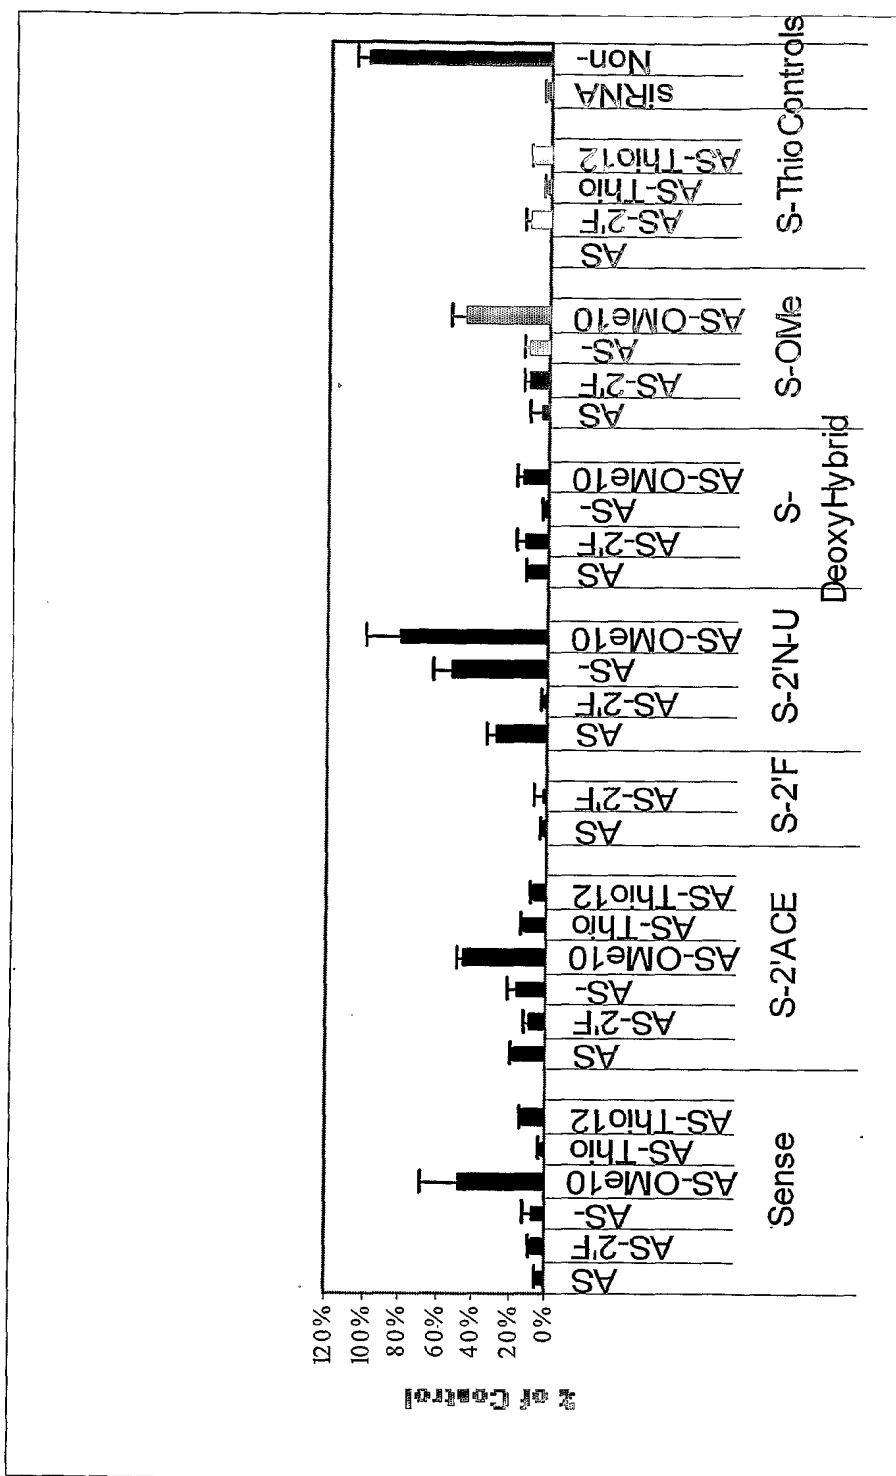 % of Control
120%
100%
80%
60%
40%
20%
0%
AS
AS-2'F
AS-
AS-OMe10
AS-Thio
AS-Thio12
Sense
AS
AS-2'F
AS-
AS-OMe10
AS-Thio
AS-Thio12
S-2'ACE
AS
AS-2'F
S-2'F
AS
AS-2'F
AS-
AS-OMe10
S-2'N-U
AS
AS-2'F
AS-
AS-OMe10
S-
DeoxyHybrid
AS
AS-2'F
AS-
AS-OMe10
S-OMe
AS
AS-2'F
AS-Thio
AS-Thio12
S-Thio
siRNA
Non-
Controls